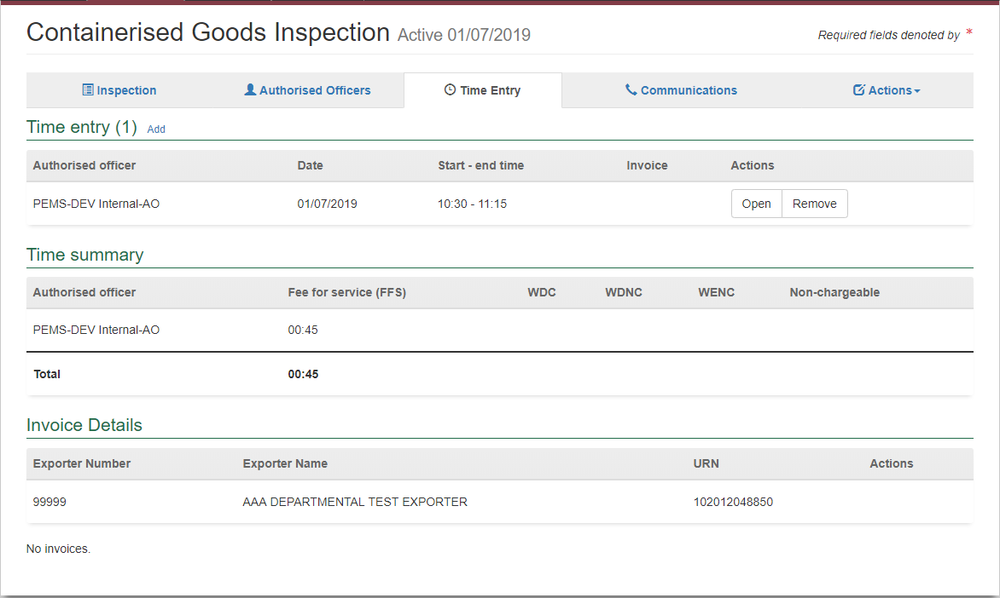 Containerised Goods Inspection Active 01/07/2019
Required fields denoted by *
Inspection Authorised Officers Time Entry Communications Actions
Time entry (1) Add
Authorised officer Date Start - end time Invoice Actions
PEMS-DEV Internal-AO 01/07/2019 10:30 - 11:15 Open Remove
Time summary
Authorised officer Fee for service (FFS) WDC WDNC WENC Non-chargeable
PEMS-DEV Internal-AO 00:45
Total 00:45
Invoice Details
Exporter Number Exporter Name URN Actions
99999 AAA DEPARTMENTAL TEST EXPORTER 102012048850
No invoices.